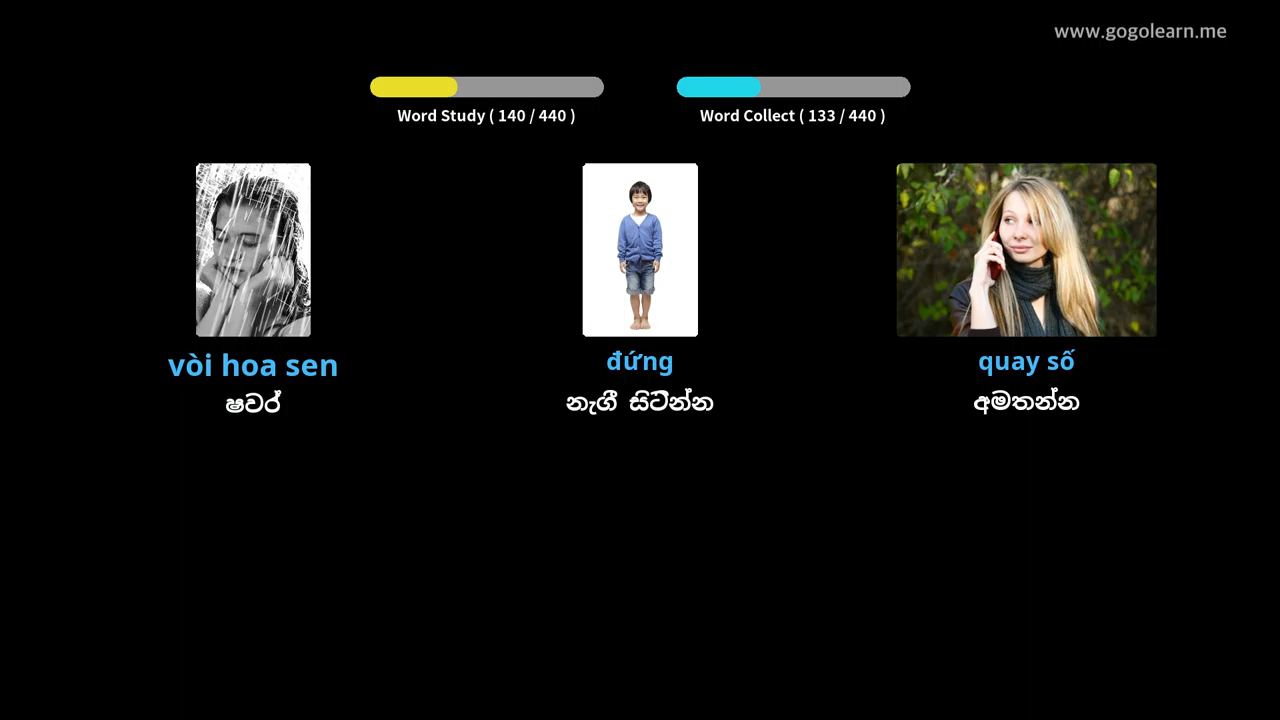 www.gogolearn.me
Word Study ( 140 / 440 )
Word Collect ( 133 / 440 )
vòi hoa sen
đứng
quay số
ෂවර්
නැගී සිටින්න
අමතන්න